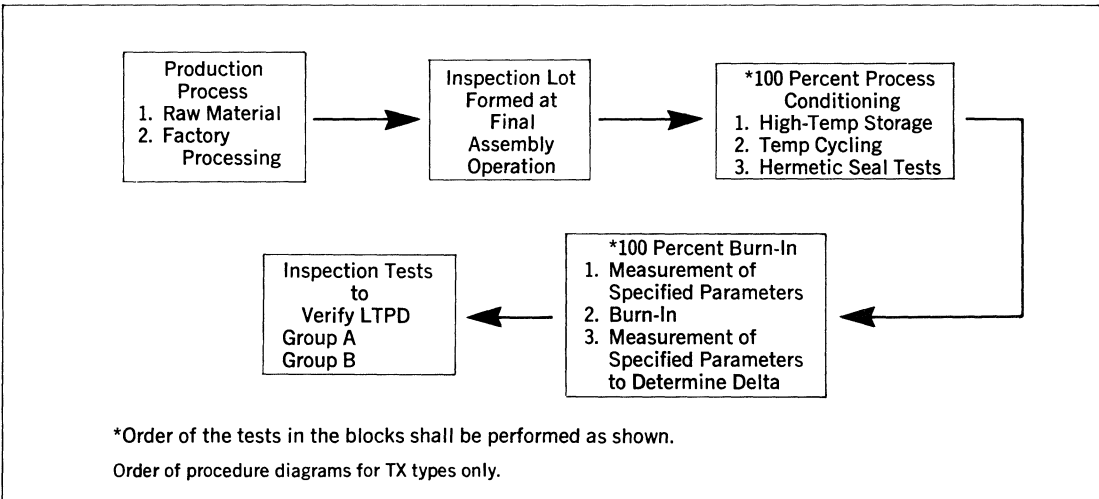 Production
Process
1. Raw Material
2. Factory
Processing
Inspection Lot
Formed at
Final
Assembly
Operation
*100 Percent Process
Conditioning
1. High-Temp Storage
2. Temp Cycling
3. Hermetic Seal Tests
*100 Percent Burn-In
1. Measurement of
Specified Parameters
2. Burn-In
3. Measurement of
Specified Parameters
to Determine Delta
Inspection Tests
to
Verify LTPD
Group A
Group B
*Order of the tests in the blocks shall be performed as shown.
Order of procedure diagrams for TX types only.